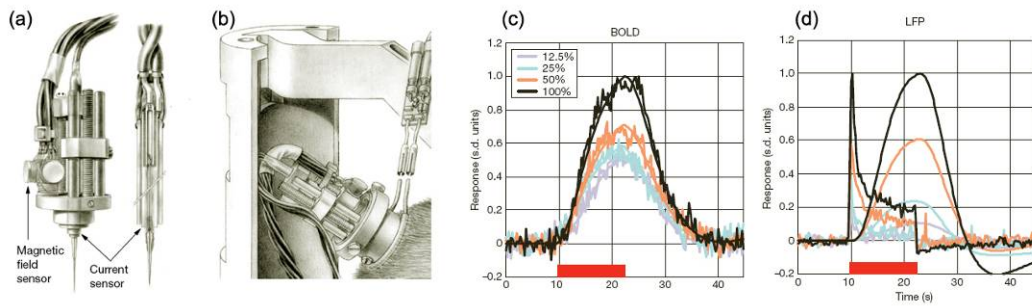 (a)
Magnetic
field
sensor
Current
sensor
(b)
(c)
BOLD
Response (s.d. units)
1.2
1.0
0.8
0.6
0.4
0.2
0
−0.2
12.5%
25%
50%
100%
0 10 20 30 40
(d)
LFP
Response (s.d. units)
1.2
1.0
0.8
0.6
0.4
0.2
0
−0.2
0 10 20 30 40
Time (s)